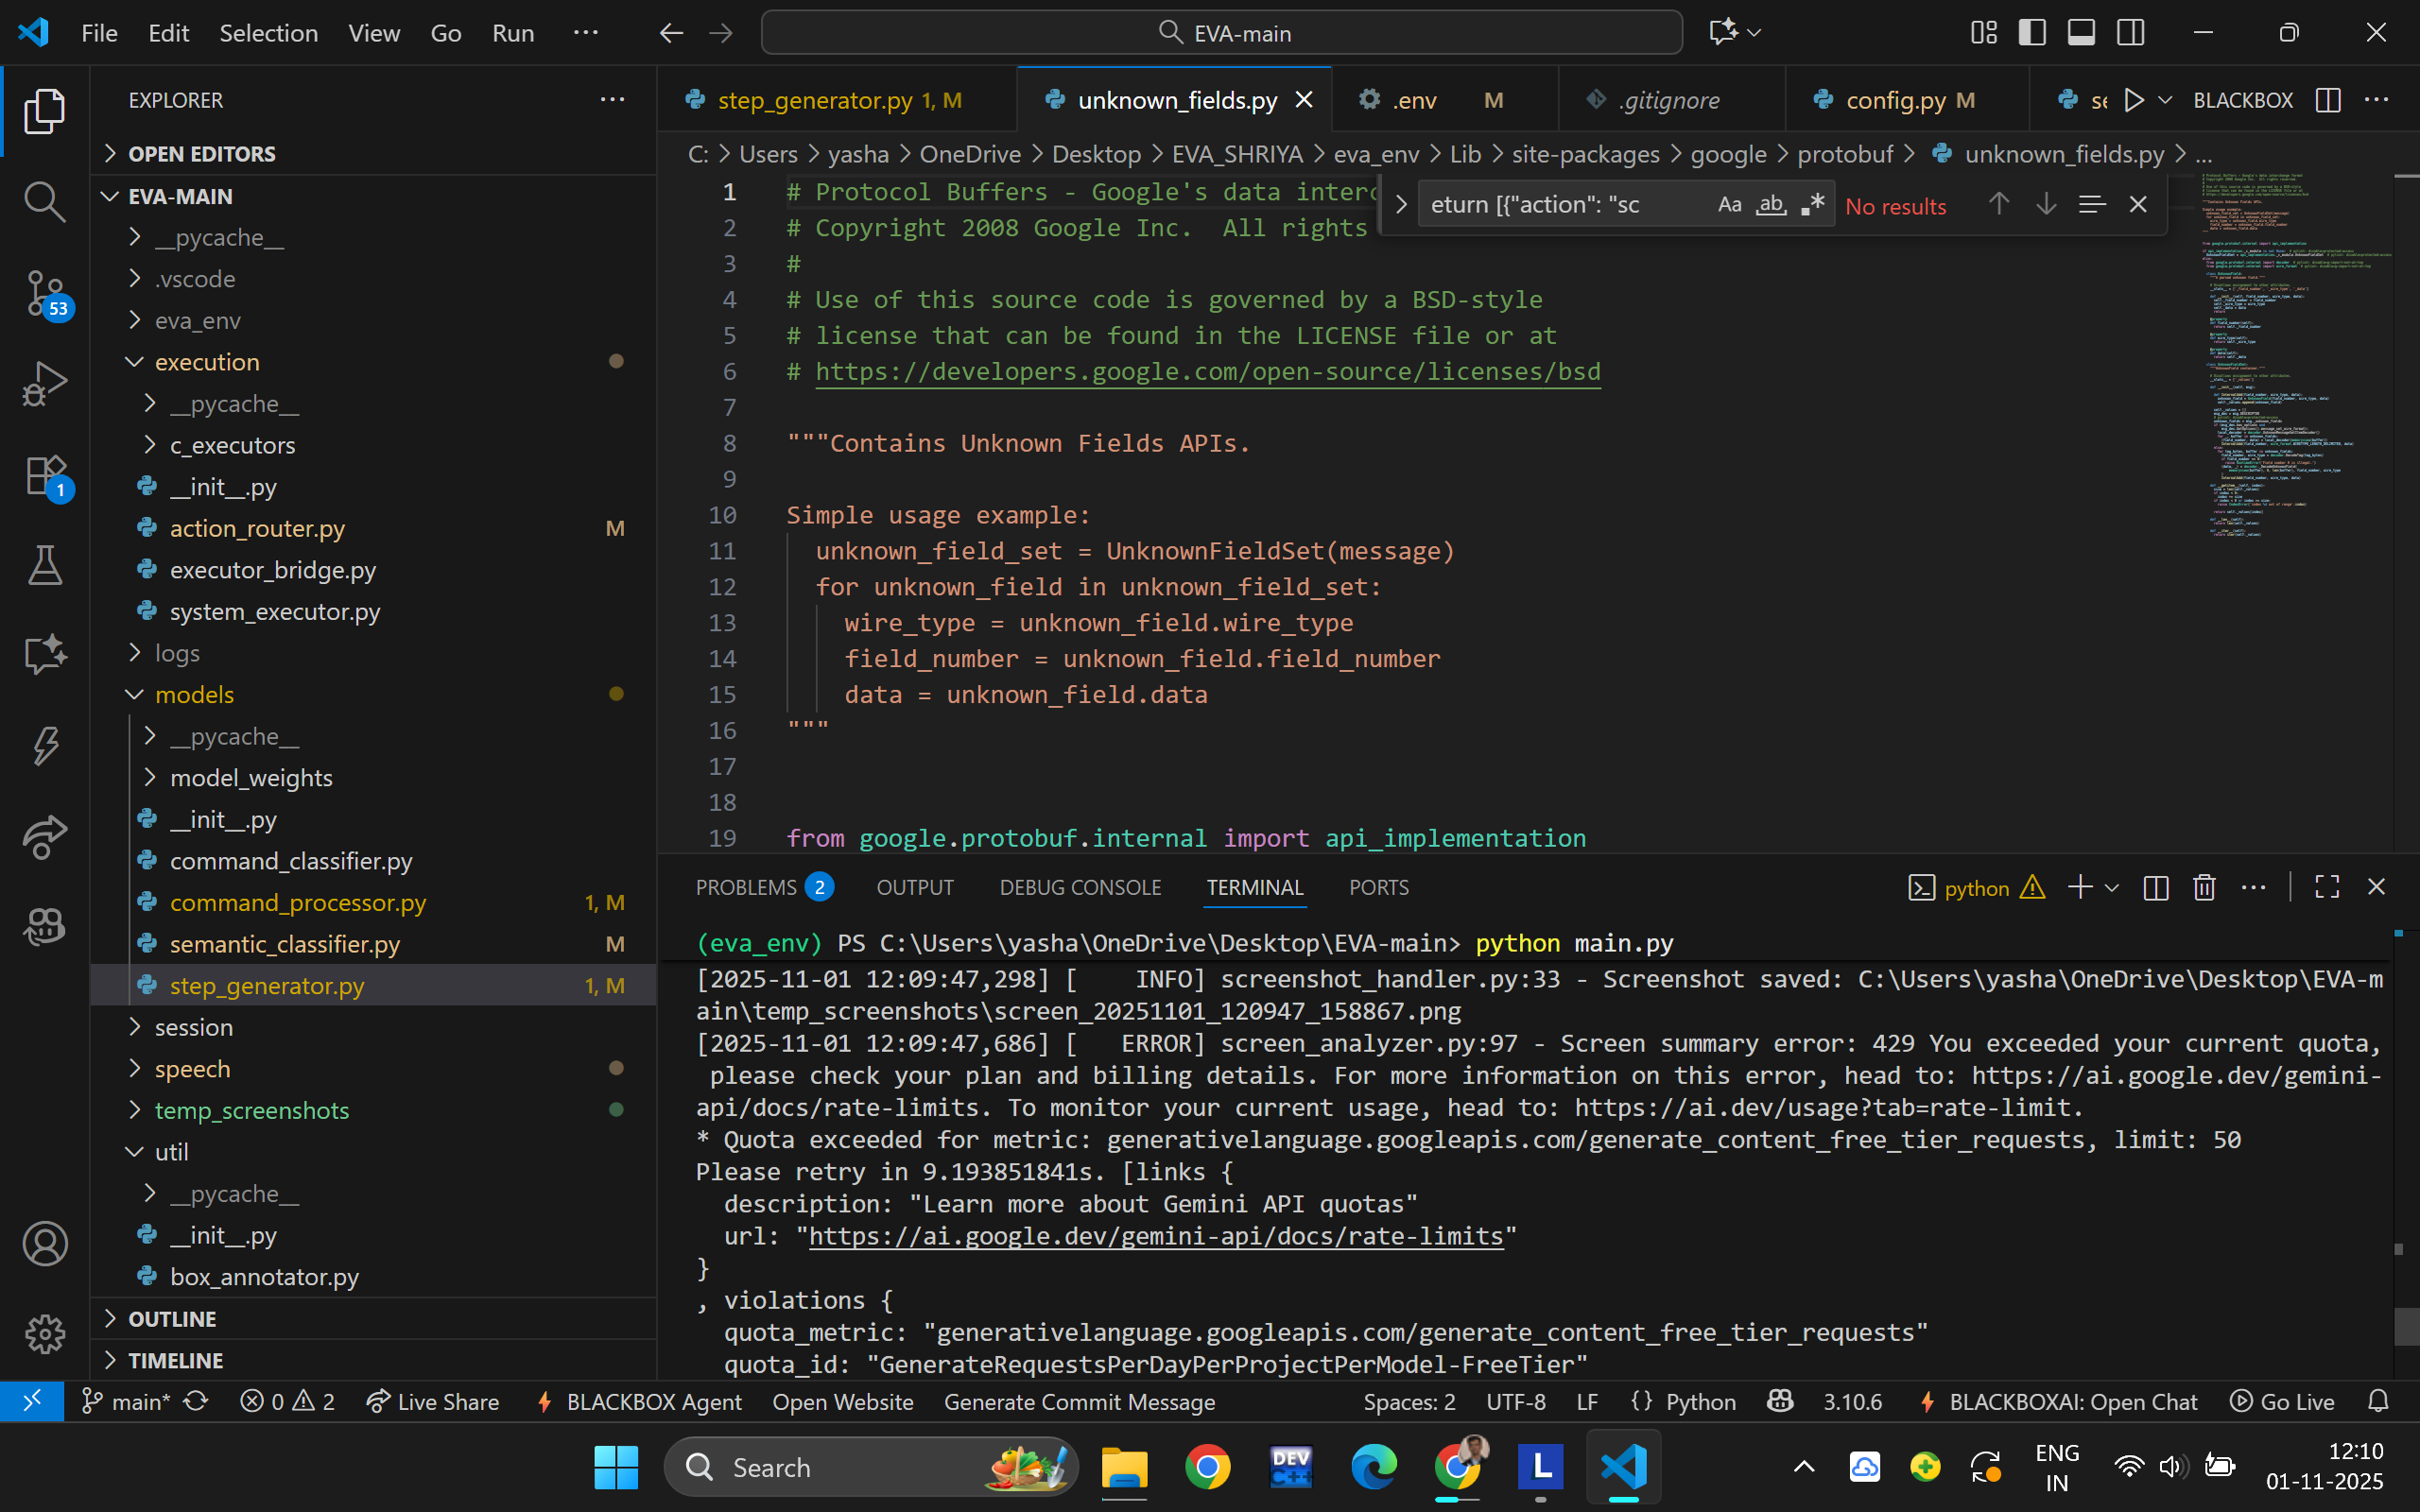 File Edit Selection View Go Run ...
EVA-main
EXPLORER
OPEN EDITORS
EVA-MAIN
__pycache__
.vscode
eva_env
execution
__pycache__
c_executors
__init__.py
action_router.py M
executor_bridge.py
system_executor.py
logs
models
__pycache__
model_weights
__init__.py
command_classifier.py
command_processor.py 1, M
semantic_classifier.py M
step_generator.py 1, M
session
speech
temp_screenshots
util
__pycache__
__init__.py
box_annotator.py
OUTLINE
TIMELINE
53
1
step_generator.py 1, M
unknown_fields.py
.env M
.gitignore
config.py M
se
BLACKBOX
C: > Users > yasha > OneDrive > Desktop > EVA_SHRIYA > eva_env > Lib > site-packages > google > protobuf > unknown_fields.py > ...
eturn [{"action": "sc Aa ab .* No results
1 # Protocol Buffers - Google's data interc
2 # Copyright 2008 Google Inc.  All rights
3 #
4 # Use of this source code is governed by a BSD-style
5 # license that can be found in the LICENSE file or at
6 # https://developers.google.com/open-source/licenses/bsd
7
8 """Contains Unknown Fields APIs.
9
10 Simple usage example:
11 unknown_field_set = UnknownFieldSet(message)
12 for unknown_field in unknown_field_set:
13 wire_type = unknown_field.wire_type
14 field_number = unknown_field.field_number
15 data = unknown_field.data
16 """
17
18
19 from google.protobuf.internal import api_implementation
PROBLEMS 2 OUTPUT DEBUG CONSOLE TERMINAL PORTS
python
(eva_env) PS C:\Users\yasha\OneDrive\Desktop\EVA-main> python main.py
[2025-11-01 12:09:47,298] [    INFO] screenshot_handler.py:33 - Screenshot saved: C:\Users\yasha\OneDrive\Desktop\EVA-m
ain\temp_screenshots\screen_20251101_120947_158867.png
[2025-11-01 12:09:47,686] [   ERROR] screen_analyzer.py:97 - Screen summary error: 429 You exceeded your current quota,
please check your plan and billing details. For more information on this error, head to: https://ai.google.dev/gemini-
api/docs/rate-limits. To monitor your current usage, head to: https://ai.dev/usage?tab=rate-limit.
* Quota exceeded for metric: generativelanguage.googleapis.com/generate_content_free_tier_requests, limit: 50
Please retry in 9.193851841s. [links {
description: "Learn more about Gemini API quotas"
url: "https://ai.google.dev/gemini-api/docs/rate-limits"
}
, violations {
quota_metric: "generativelanguage.googleapis.com/generate_content_free_tier_requests"
quota_id: "GenerateRequestsPerDayPerProjectPerModel-FreeTier"
main* 0 2 Live Share BLACKBOX Agent Open Website Generate Commit Message Spaces: 2 UTF-8 LF {} Python 3.10.6 BLACKBOXAI: Open Chat Go Live
Search
DEV C++
L
ENG
IN
12:10
01-11-2025